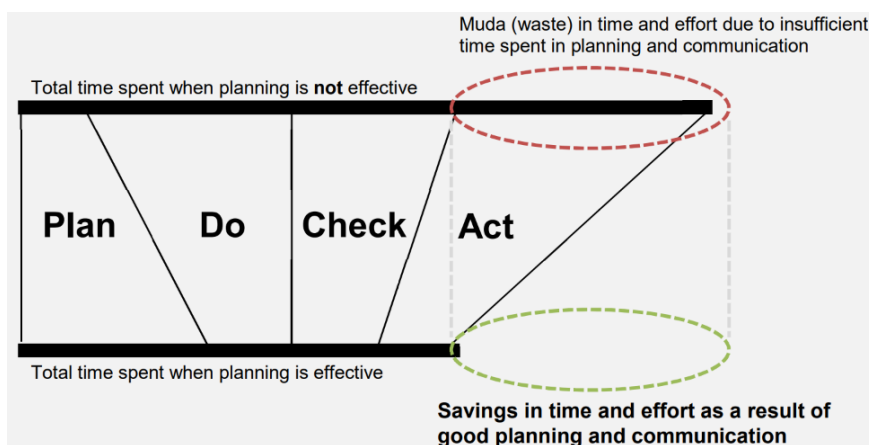 Muda (waste) in time and effort due to insufficient
time spent in planning and communication
Total time spent when planning is not effective
Plan
Do
Check
Act
Total time spent when planning is effective
Savings in time and effort as a result of
good planning and communication